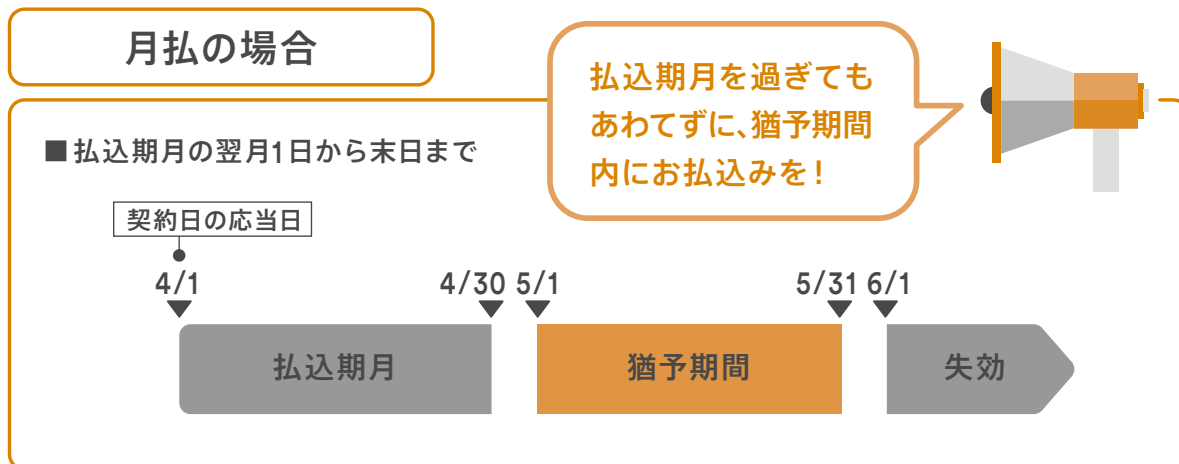 月払の場合
払込期月を過ぎても
あわてずに、猶予期間
内にお払込みを！
■払込期月の翌月1日から末日まで
契約日の応当日
4/1
4/30
5/1
5/31
6/1
払込期月
猶予期間
失効